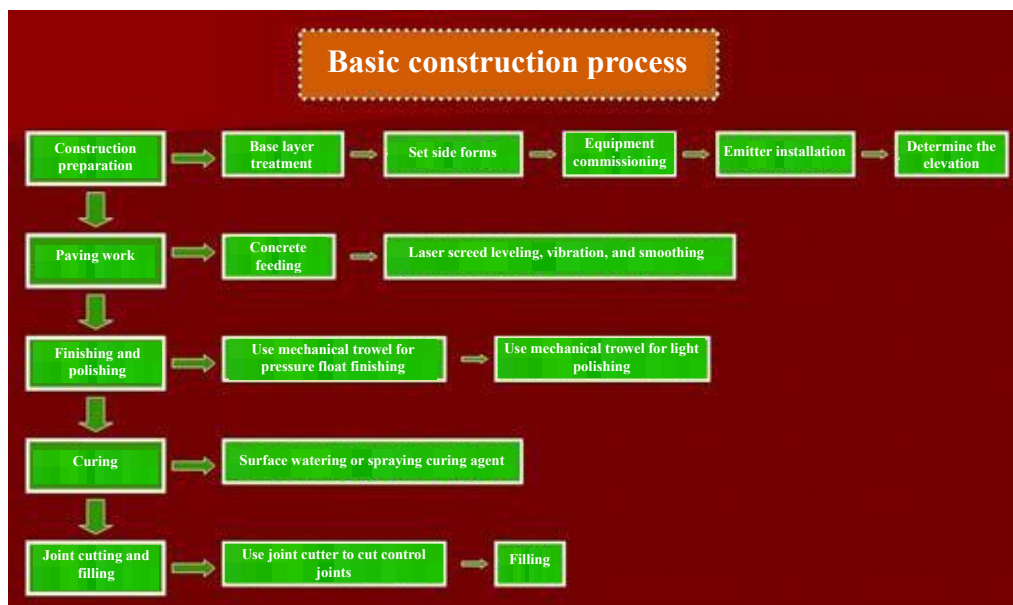 Basic construction process
Construction
preparation
Base layer
treatment
Set side forms
Equipment
commissioning
Emitter installation
Determine the
elevation
Paving work
Concrete
feeding
Laser screed leveling, vibration, and smoothing
Finishing and
polishing
Use mechanical trowel for
pressure float finishing
Use mechanical trowel for light
polishing
Curing
Surface watering or spraying curing agent
Joint cutting and
filling
Use joint cutter to cut control
joints
Filling